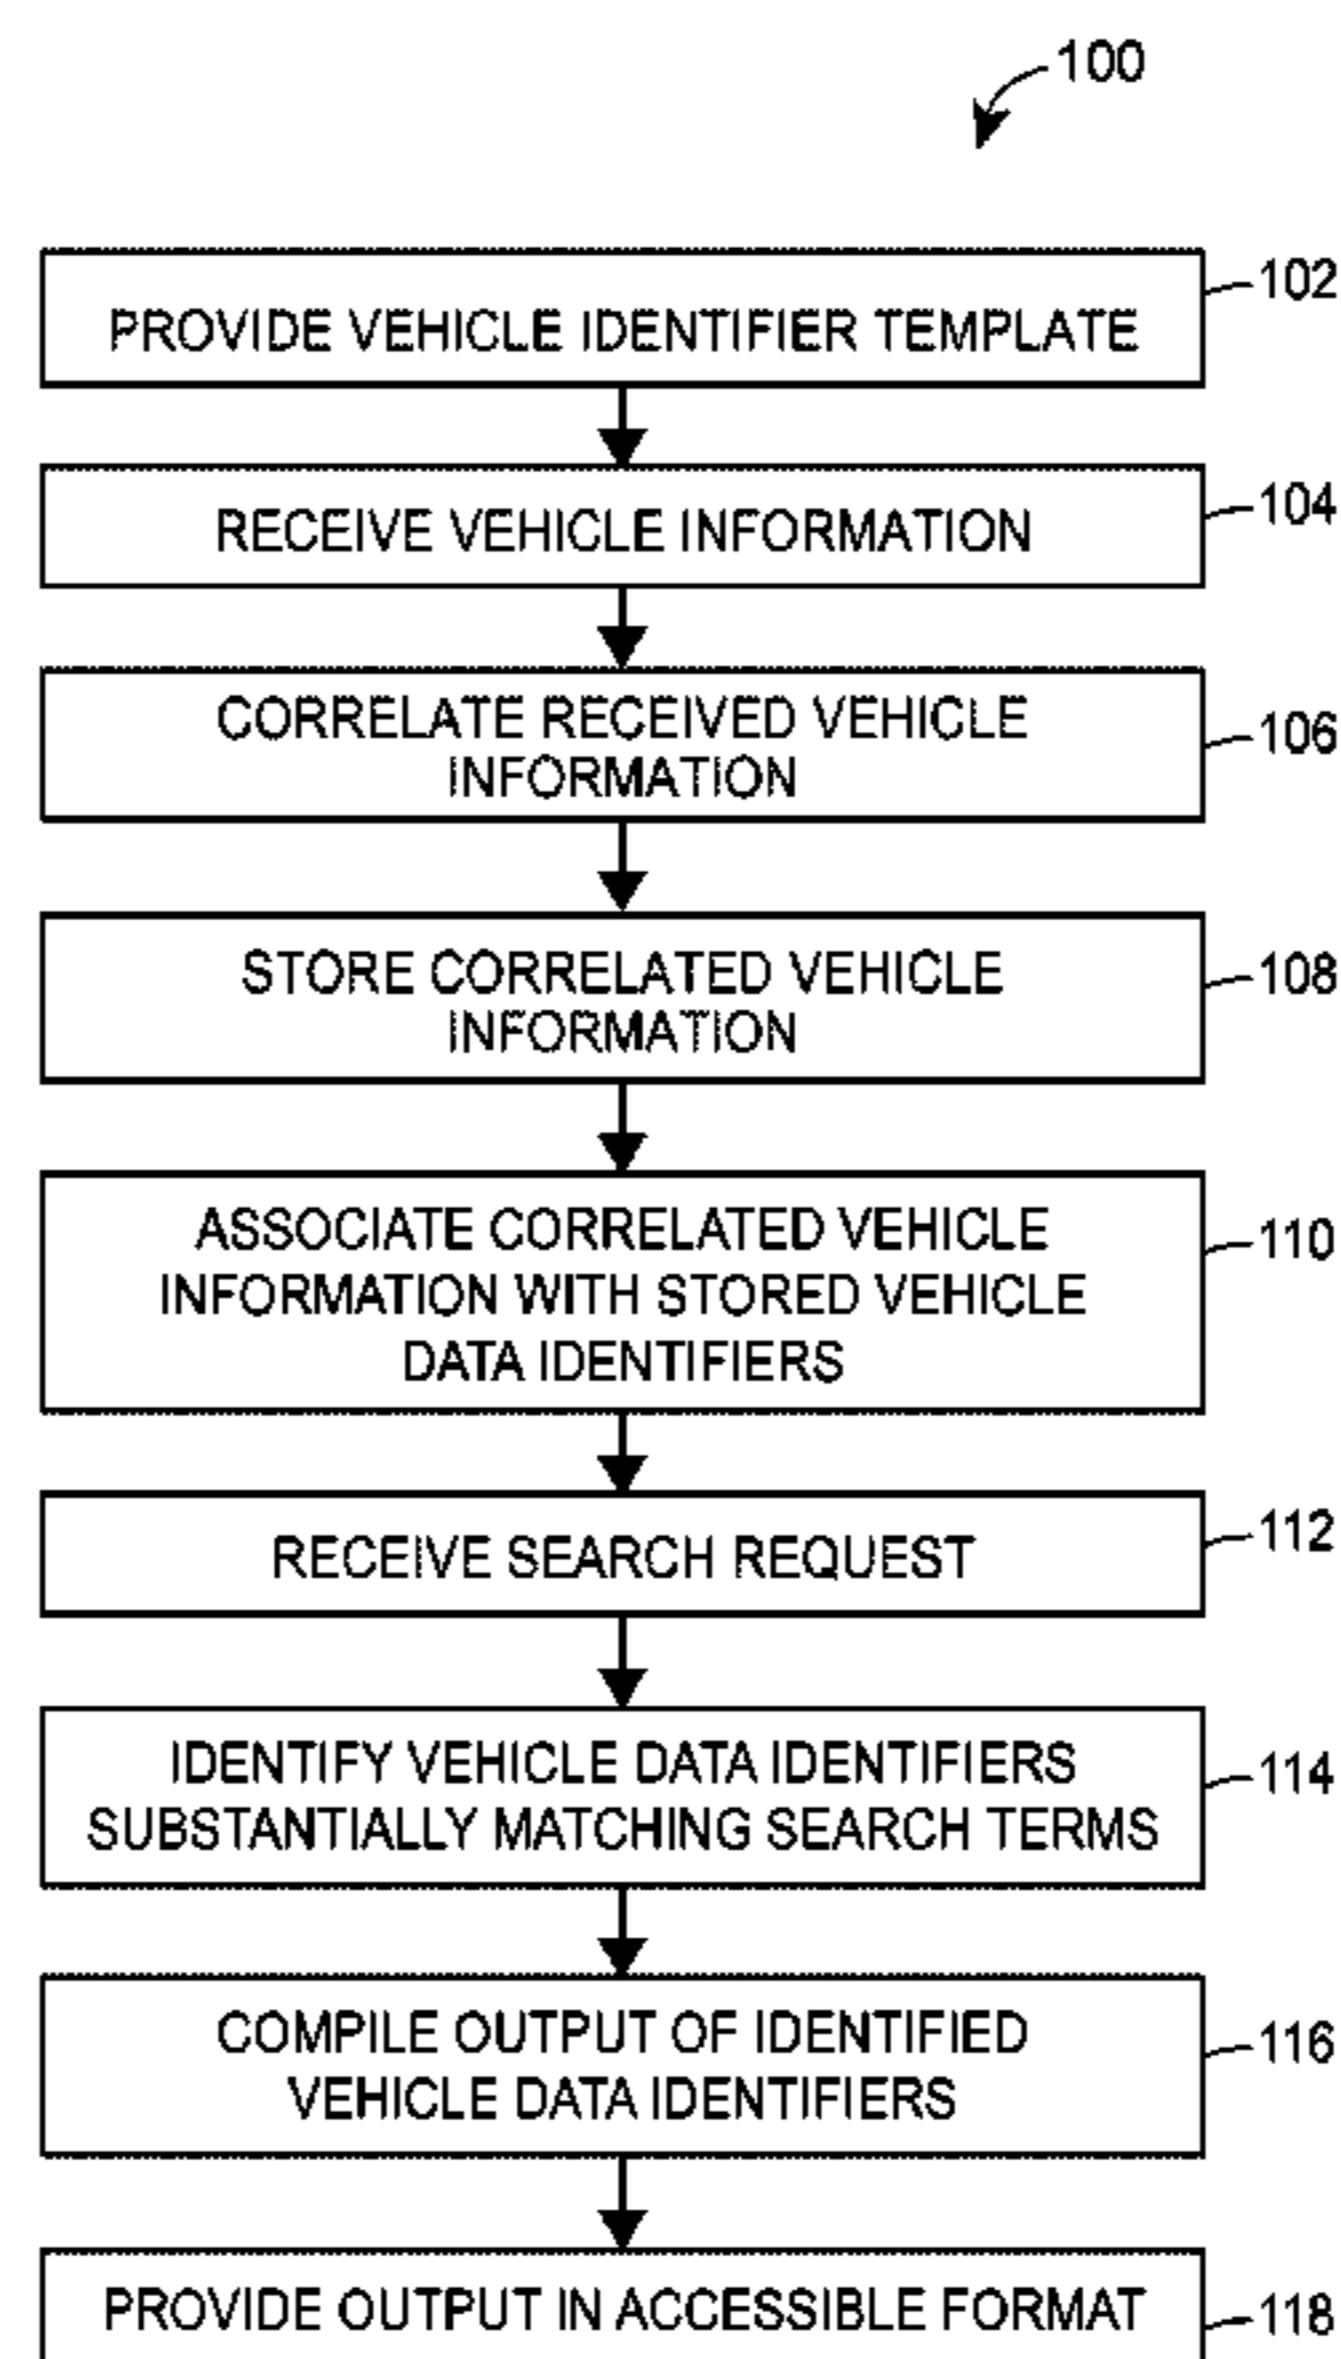 100
PROVIDE VEHICLE IDENTIFIER TEMPLATE
102
RECEIVE VEHICLE INFORMATION
104
CORRELATE RECEIVED VEHICLE
INFORMATION
106
STORE CORRELATED VEHICLE
INFORMATION
108
ASSOCIATE CORRELATED VEHICLE
INFORMATION WITH STORED VEHICLE
DATA IDENTIFIERS
110
RECEIVE SEARCH REQUEST
112
IDENTIFY VEHICLE DATA IDENTIFIERS
SUBSTANTIALLY MATCHING SEARCH TERMS
114
COMPILE OUTPUT OF IDENTIFIED
VEHICLE DATA IDENTIFIERS
116
PROVIDE OUTPUT IN ACCESSIBLE FORMAT
118